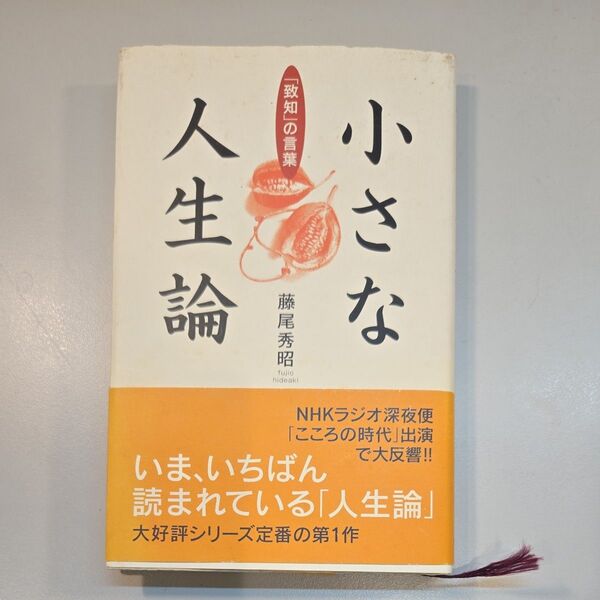 小さな
人生論
「致知」の言葉
藤尾秀昭
fujio
hideaki
NHKラジオ深夜便
「こころの時代」出演
で大反響!!
いま、いちばん
読まれている「人生論」
大好評シリーズ定番の第1作